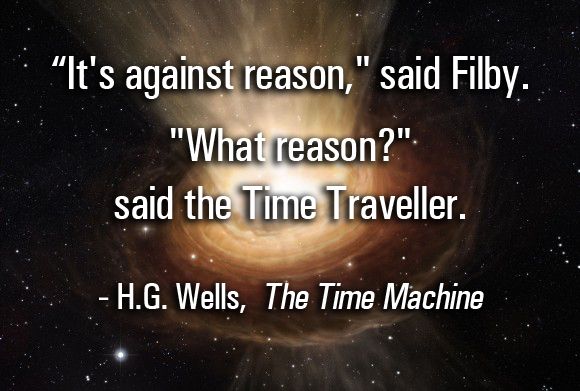 “It's against reason," said Filby.
"What reason?"
said the Time Traveller.
- H.G. Wells, The Time Machine